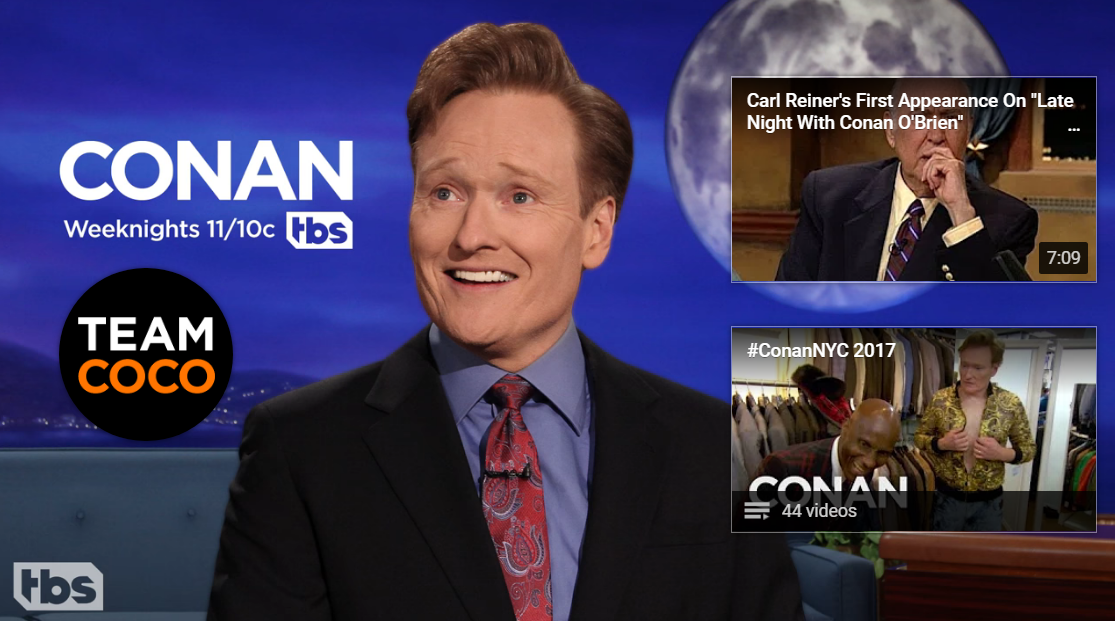 CONAN
Weeknights 11/10c tbs
TEAM
COCO
tbs
Carl Reiner's First Appearance On "Late
Night With Conan O'Brien"
...
7:09
#ConanNYC 2017
CONAN
44 videos